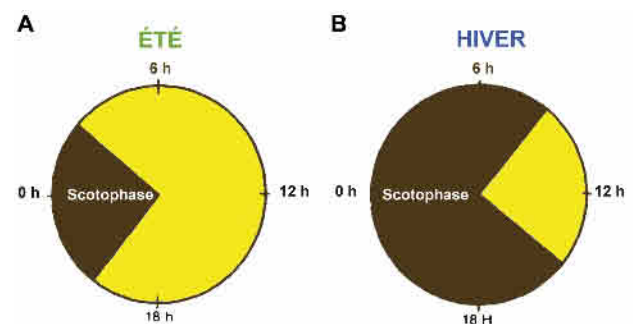 A
ÉTÉ
6 h
0 h
Scotophase
12 h
18 h
B
HIVER
6 h
0 h
Scotophase
12 h
18 H